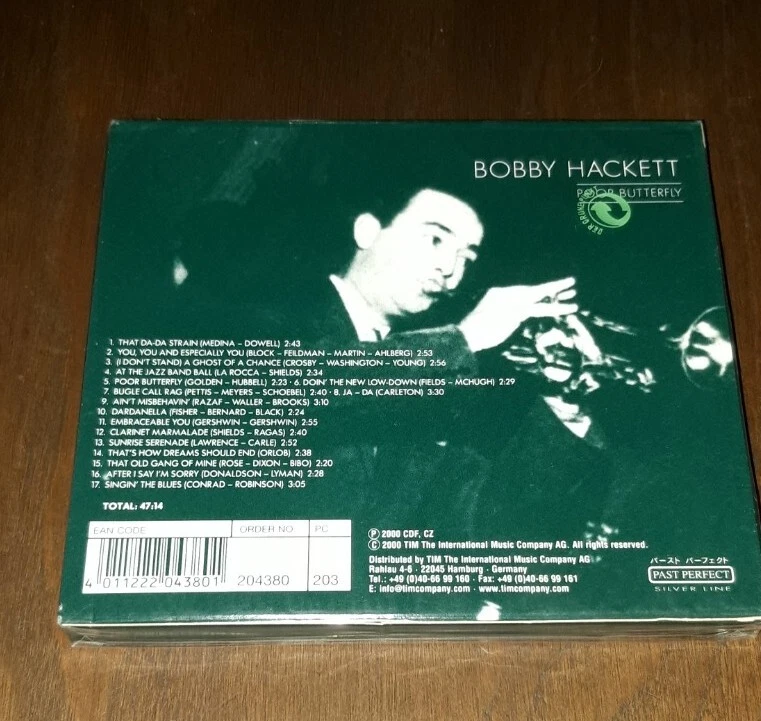 BOBBY HACKETT
POOR BUTTERFLY
DER GRÜNE
1. THAT DA-DA STRAIN (MEDINA – DOWELL) 2:43
2. YOU, YOU AND ESPECIALLY YOU (BLOCK – FEILDMAN – MARTIN – AHLBERG) 2:53
3. (I DON'T STAND) A GHOST OF A CHANCE (CROSBY – WASHINGTON – YOUNG) 2:56
4. AT THE JAZZ BAND BALL (LA ROCCA – SHIELDS) 2:34
5. POOR BUTTERFLY (GOLDEN – HUBBELL) 2:23 · 6. DOIN' THE NEW LOW-DOWN (FIELDS – MCHUGH) 2:29
7. BUGLE CALL RAG (PETTIS – MEYERS – SCHOEBEL) 2:40 · 8. JA – DA (CARLETON) 3:30
9. AIN'T MISBEHAVIN' (RAZAF – WALLER – BROOKS) 3:10
10. DARDANELLA (FISHER – BERNARD – BLACK) 2:24
11. EMBRACEABLE YOU (GERSHWIN – GERSHWIN) 2:55
12. CLARINET MARMALADE (SHIELDS – RAGAS) 2:40
13. SUNRISE SERENADE (LAWRENCE – CARLE) 2:52
14. THAT'S HOW DREAMS SHOULD END (ORLOB) 2:38
15. THAT OLD GANG OF MINE (ROSE – DIXON – BIBO) 2:20
16. AFTER I SAY I'M SORRY (DONALDSON – LYMAN) 2:28
17. SINGIN' THE BLUES (CONRAD – ROBINSON) 3:05
TOTAL: 47:14
EAN CODE ORDER NO. PC
4 011222 043801 204380 203
Ⓟ 2000 CDF, CZ
© 2000 TIM The International Music Company AG. All rights reserved.
Distributed by TIM The International Music Company AG
Rahlau 4-6 · 22045 Hamburg · Germany
Tel.: +49 (0)40-66 99 160 · Fax: +49 (0)40-66 99 161
E: info@timcompany.com · www.timcompany.com
パースト パーフェクト
PAST PERFECT
SILVER LINE